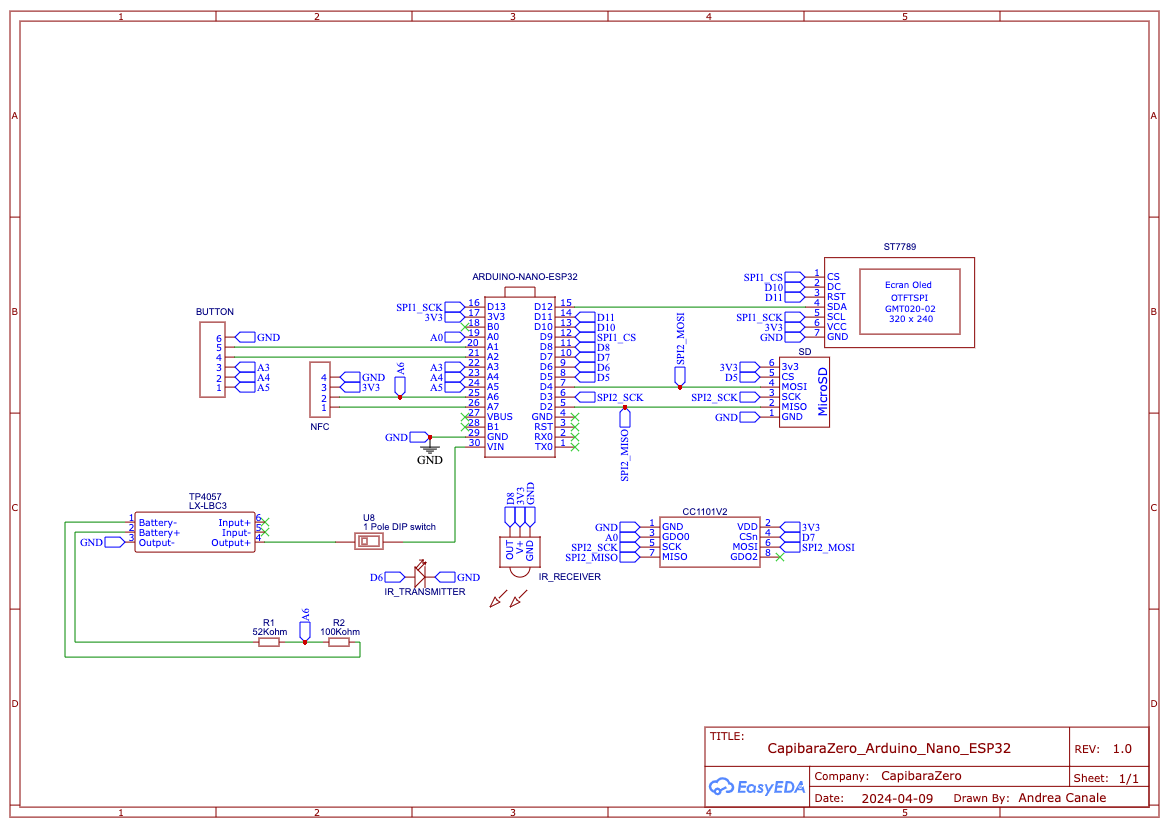 1 2 3 4 5
A A
B B
C C
D D
1 2 3 4 5
ST7789
SPI1_CS 1 CS
D10 2 DC
D11 3 RST
4 SDA
SPI1_SCK 5 SCL
3V3 6 VCC
GND 7 GND
Ecran Oled
OTFTSPI
GMT020-02
320 x 240
ARDUINO-NANO-ESP32
SPI1_SCK 16 D13 D12 15
3V3 17 3V3 D11 14 D11
18 B0 D10 13 D10
A0 19 A0 D9 12 SPI1_CS
20 A1 D8 11 D8
21 A2 D7 10 D7
A3 22 A3 D6 9 D6
A4 23 A4 D5 8 D5
A5 24 A5 D4 7
25 A6 D3 6 SPI2_SCK
26 A7 D2 5
27 VBUS GND 4
28 B1 RST 3
GND 29 GND RX0 2
30 VIN TX0 1
GND
SPI2_MOSI
SPI2_MISO
BUTTON
6 GND
5
4
3 A3
2 A4
1 A5
NFC
4 GND
3 3V3
2
1
A6
SD
3V3 6 3v3
D5 5 CS
4 MOSI
SPI2_SCK 3 SCK
2 MISO
GND 1 GND
MicroSD
TP4057
LX-LBC3
1 Battery- Input+ 6
2 Battery+ Input- 5
GND 3 Output- Output+ 4
U8
1 Pole DIP switch
D8 3V3 GND
OUT V+ GND
IR_RECEIVER
D6 GND
IR_TRANSMITTER
CC1101V2
GND 1 GND VDD 2 3V3
A0 3 GDO0 CSn 4 D7
SPI2_SCK 5 SCK MOSI 6 SPI2_MOSI
SPI2_MISO 7 MISO GDO2 8
R1
52Kohm
A6
R2
100Kohm
TITLE:
CapibaraZero_Arduino_Nano_ESP32
REV: 1.0
EasyEDA
Company: CapibaraZero
Sheet: 1/1
Date: 2024-04-09 Drawn By: Andrea Canale